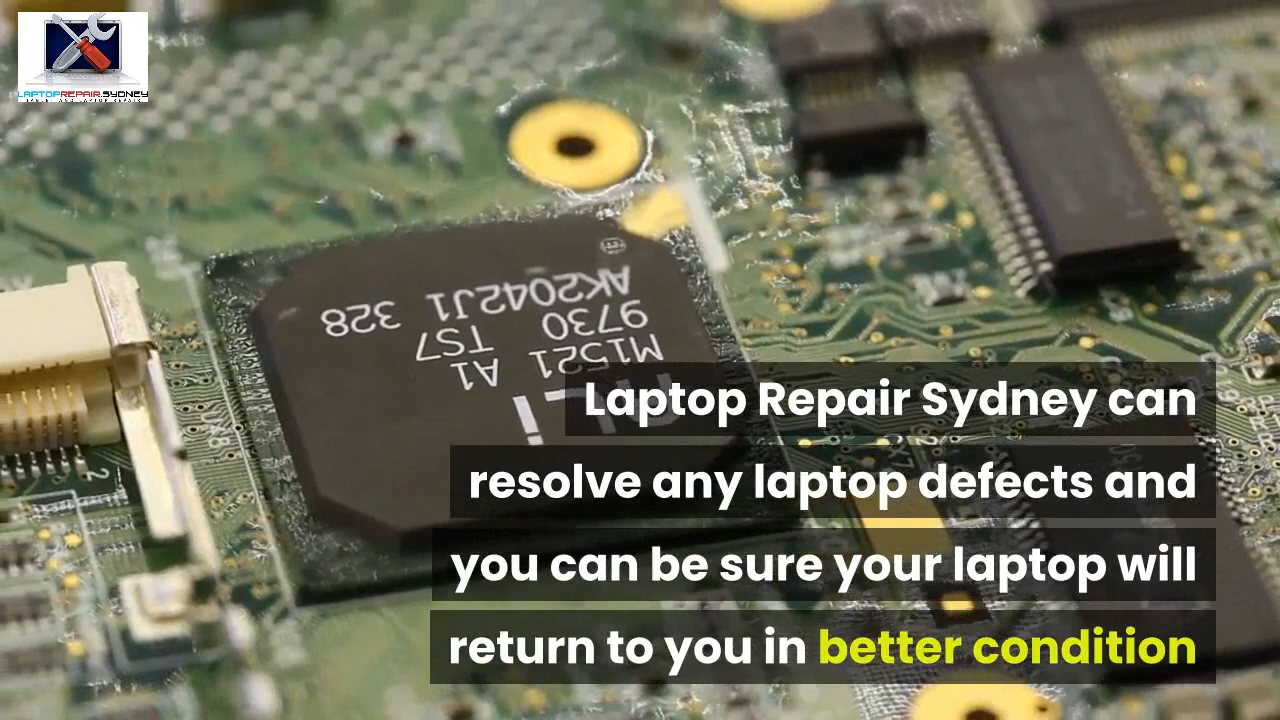 LAPTOPREPAIR.SYDNEY
AK2042J1 328
9730 TS7
M1521 A1
ALi
Laptop Repair Sydney can
resolve any laptop defects and
you can be sure your laptop will
return to you in better condition